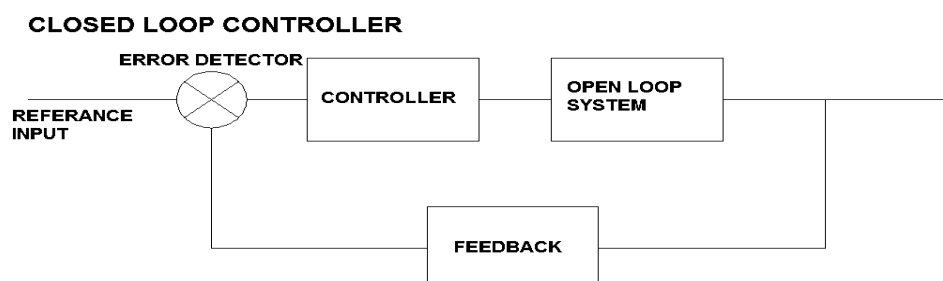 CLOSED LOOP CONTROLLER
ERROR DETECTOR
REFERANCE
INPUT
CONTROLLER
OPEN LOOP
SYSTEM
FEEDBACK